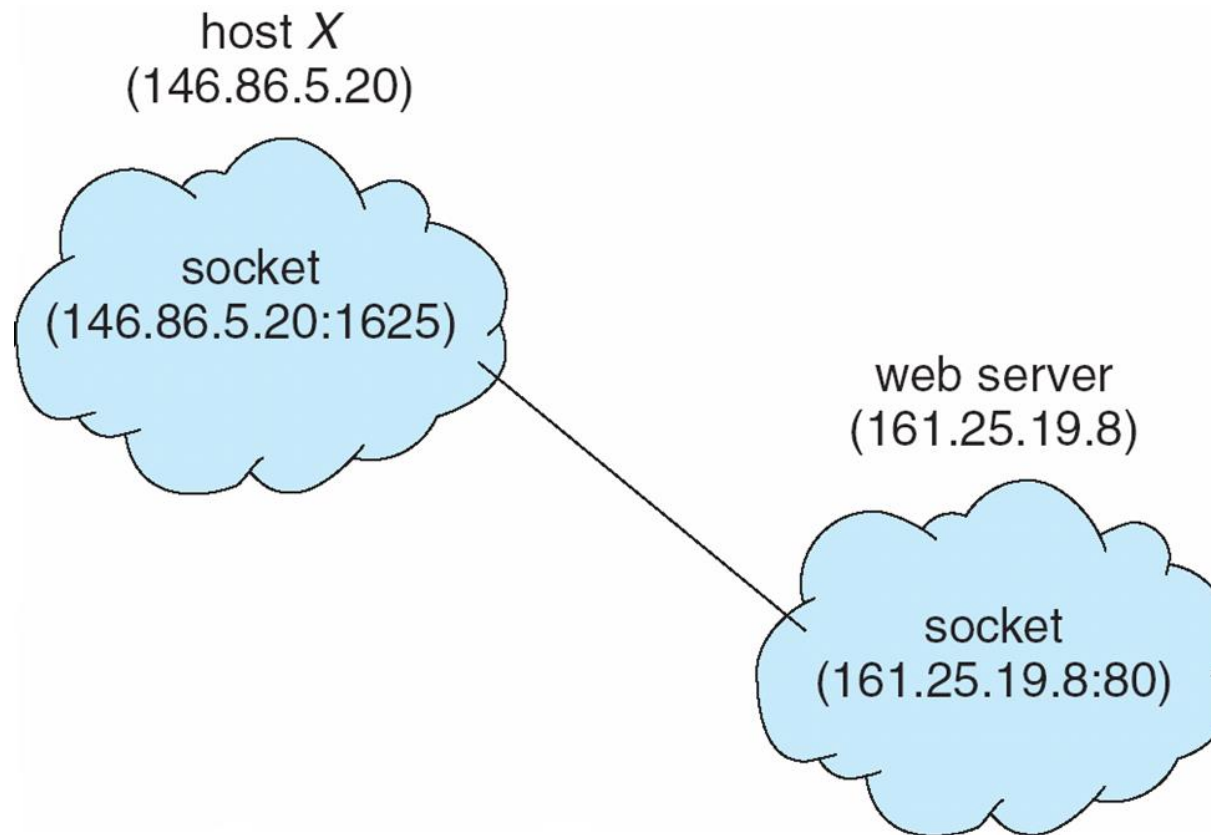 host X
(146.86.5.20)
socket
(146.86.5.20:1625)
web server
(161.25.19.8)
socket
(161.25.19.8:80)